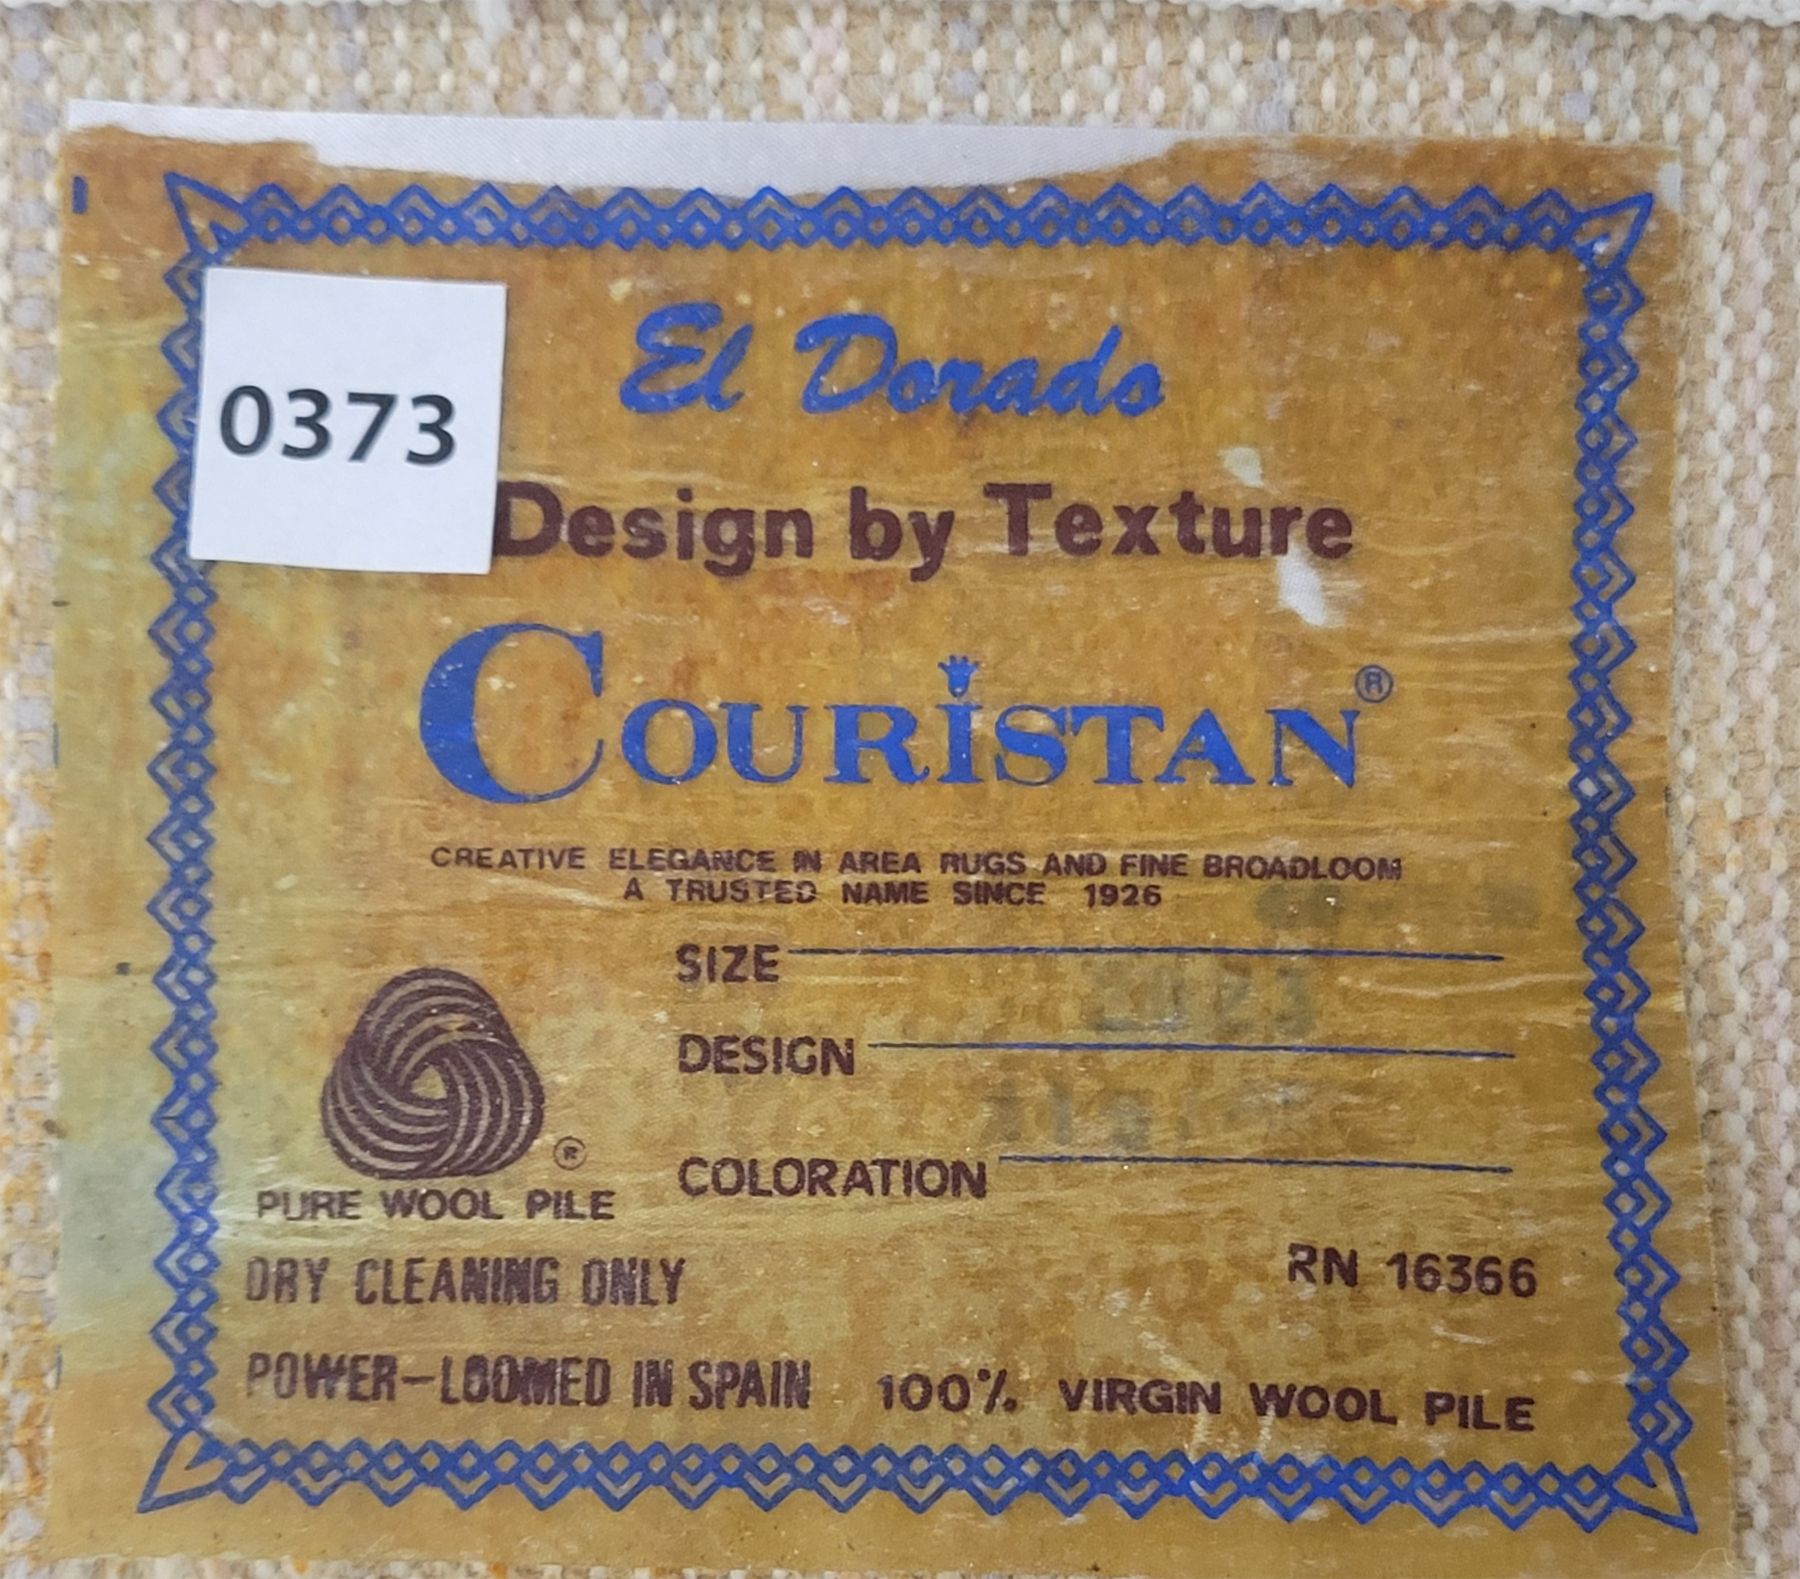 El Dorado
0373
Design by Texture
COURISTAN®
CREATIVE ELEGANCE IN AREA RUGS AND FINE BROADLOOM
A TRUSTED NAME SINCE 1926
SIZE
DESIGN
COLORATION
®
PURE WOOL PILE
DRY CLEANING ONLY
RN 16366
POWER-LOOMED IN SPAIN 100% VIRGIN WOOL PILE